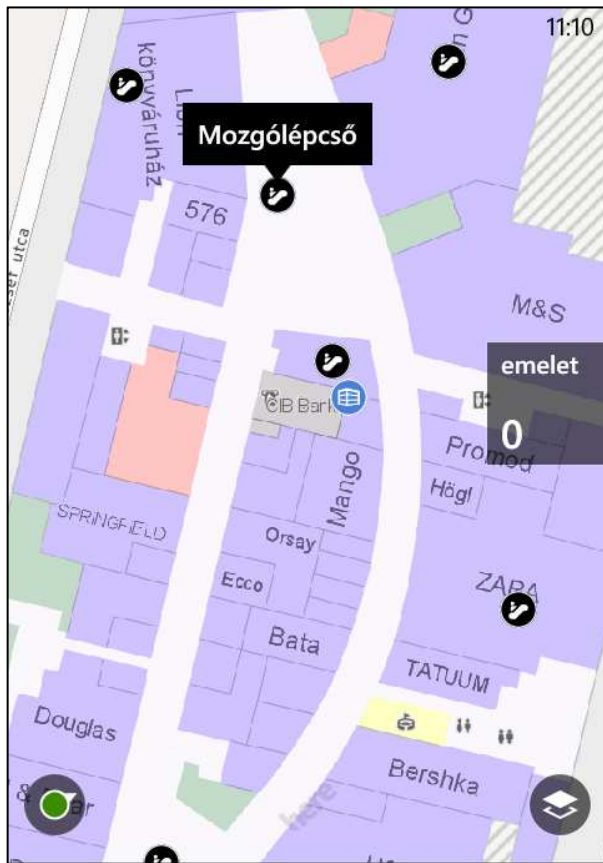 11:10
könyváruház
Mozgólépcső
576
M&S
emelet
0
CIB Bank
Promod
Högl
Mango
SPRINGFIELD
Orsay
Ecco
ZARA
Bata
TATUUM
Douglas
Bershka
here